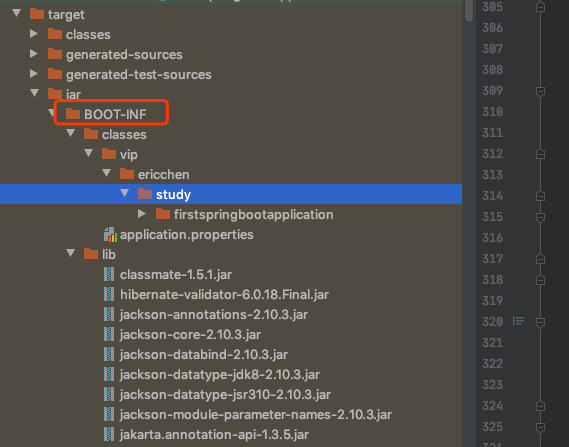 target
classes
generated-sources
generated-test-sources
jar
BOOT-INF
classes
vip
ericchen
study
firstspringbootapplication
application.properties
lib
classmate-1.5.1.jar
hibernate-validator-6.0.18.Final.jar
jackson-annotations-2.10.3.jar
jackson-core-2.10.3.jar
jackson-databind-2.10.3.jar
jackson-datatype-jdk8-2.10.3.jar
jackson-datatype-jsr310-2.10.3.jar
jackson-module-parameter-names-2.10.3.jar
jakarta.annotation-api-1.3.5.jar
305
306
307
308
309
310
311
312
313
314
315
316
317
318
319
320
321
322
323
324
325
326